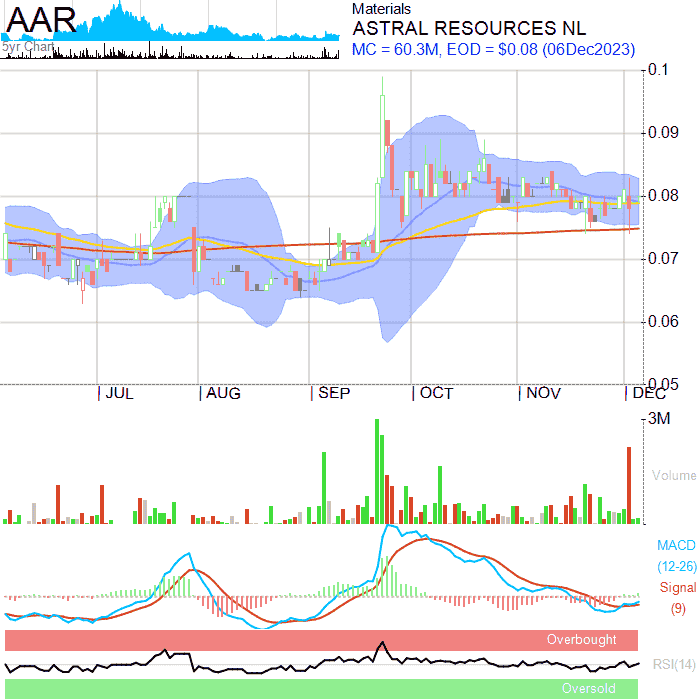 AAR
5yr Chart
Materials
ASTRAL RESOURCES NL
MC = 60.3M, EOD = $0.08 (06Dec2023)
0.1
0.09
0.08
0.07
0.06
0.05
JUL AUG SEP OCT NOV DEC
3M
Volume
MACD
(12-26)
Signal
(9)
Overbought
RSI(14)
Oversold